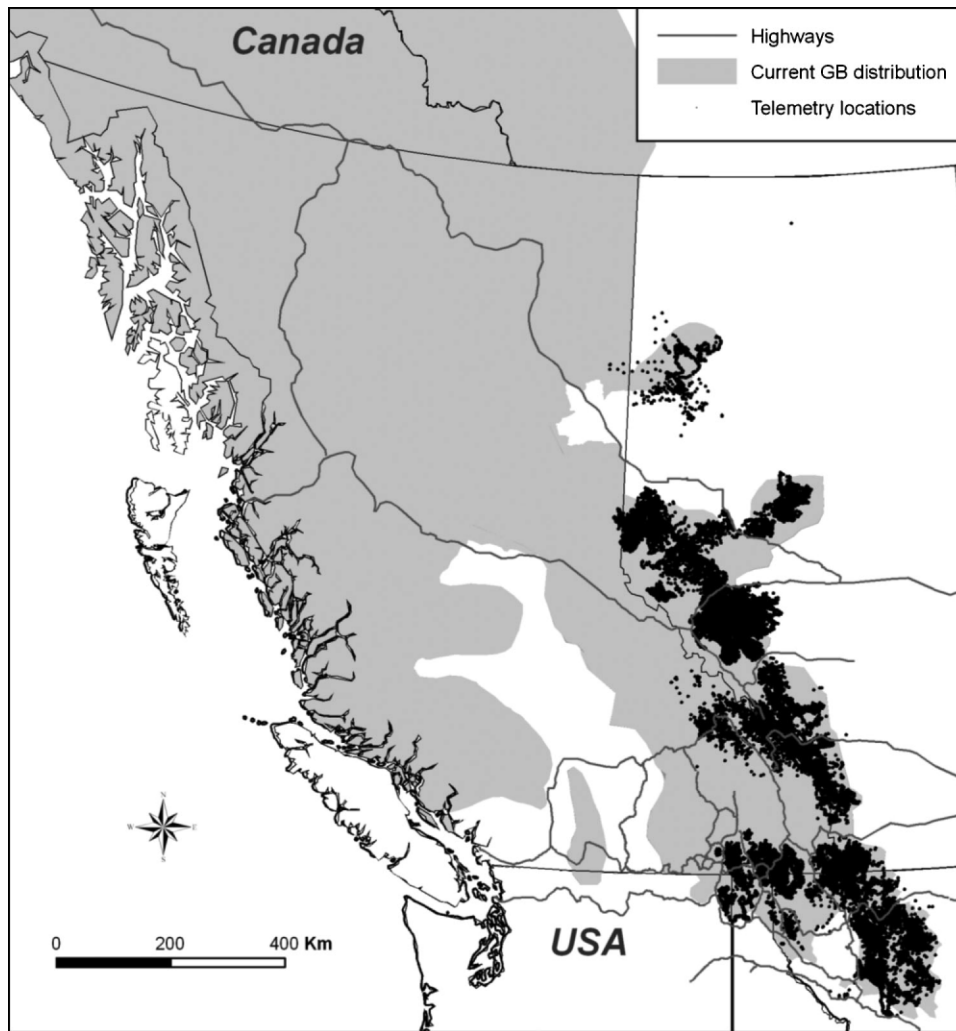 Canada
Highways
Current GB distribution
Telemetry locations
N
W E
S
0 200 400 Km
USA